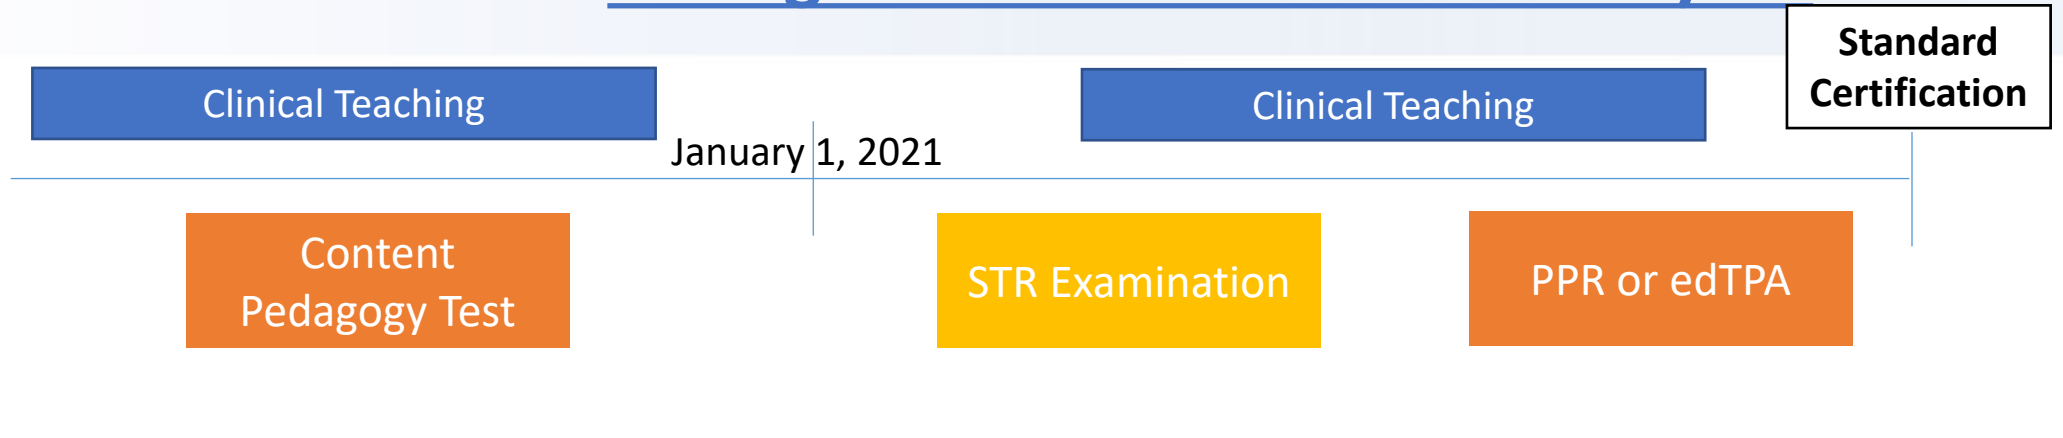 Standard
Certification
Clinical Teaching
Clinical Teaching
January 1, 2021
Content
Pedagogy Test
STR Examination
PPR or edTPA